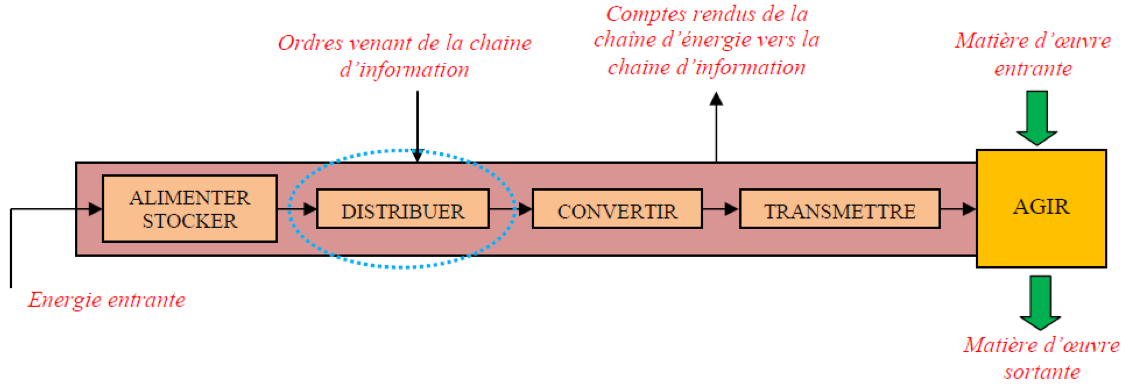 Ordres venant de la chaine
d'information
Comptes rendus de la
chaîne d'énergie vers la
chaine d'information
Matière d'œuvre
entrante
ALIMENTER
STOCKER
DISTRIBUER
CONVERTIR
TRANSMETTRE
AGIR
Energie entrante
Matière d'œuvre
sortante